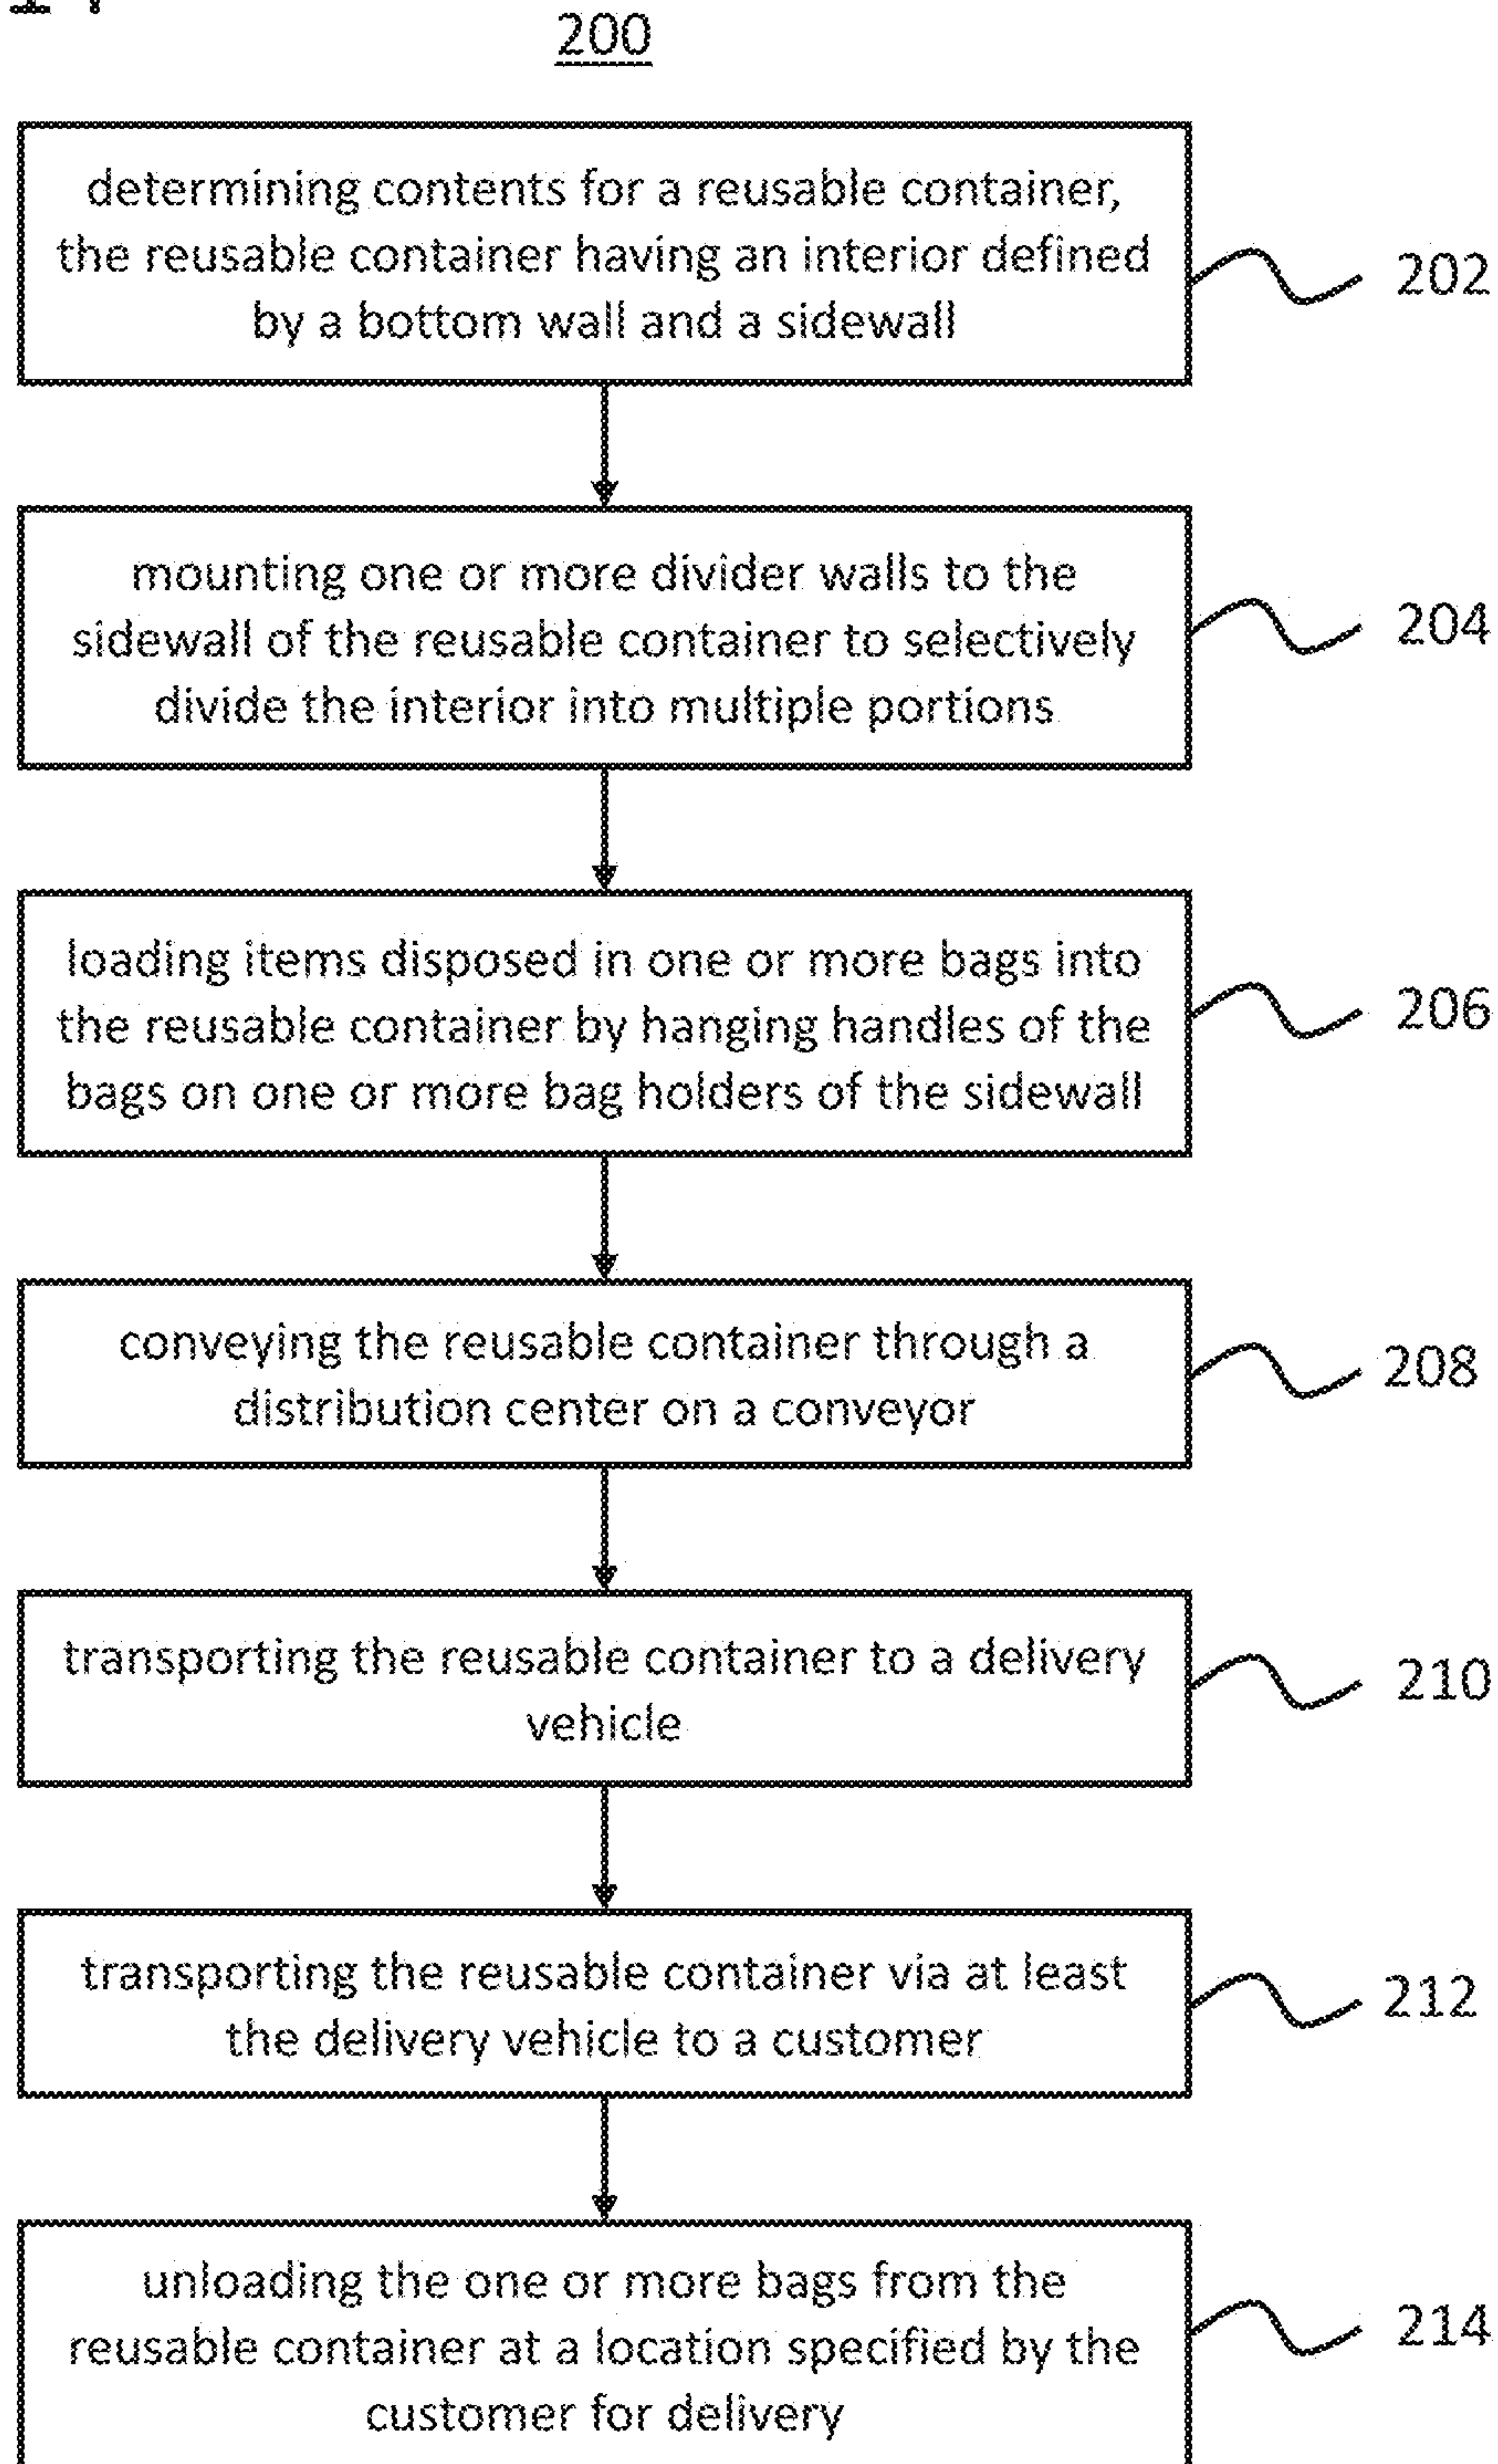 200
determining contents for a reusable container,
the reusable container having an interior defined
by a bottom wall and a sidewall
202
mounting one or more divider walls to the
sidewall of the reusable container to selectively
divide the interior into multiple portions
204
loading items disposed in one or more bags into
the reusable container by hanging handles of the
bags on one or more bag holders of the sidewall
206
conveying the reusable container through a
distribution center on a conveyor
208
transporting the reusable container to a delivery
vehicle
210
transporting the reusable container via at least
the delivery vehicle to a customer
212
unloading the one or more bags from the
reusable container at a location specified by the
customer for delivery
214